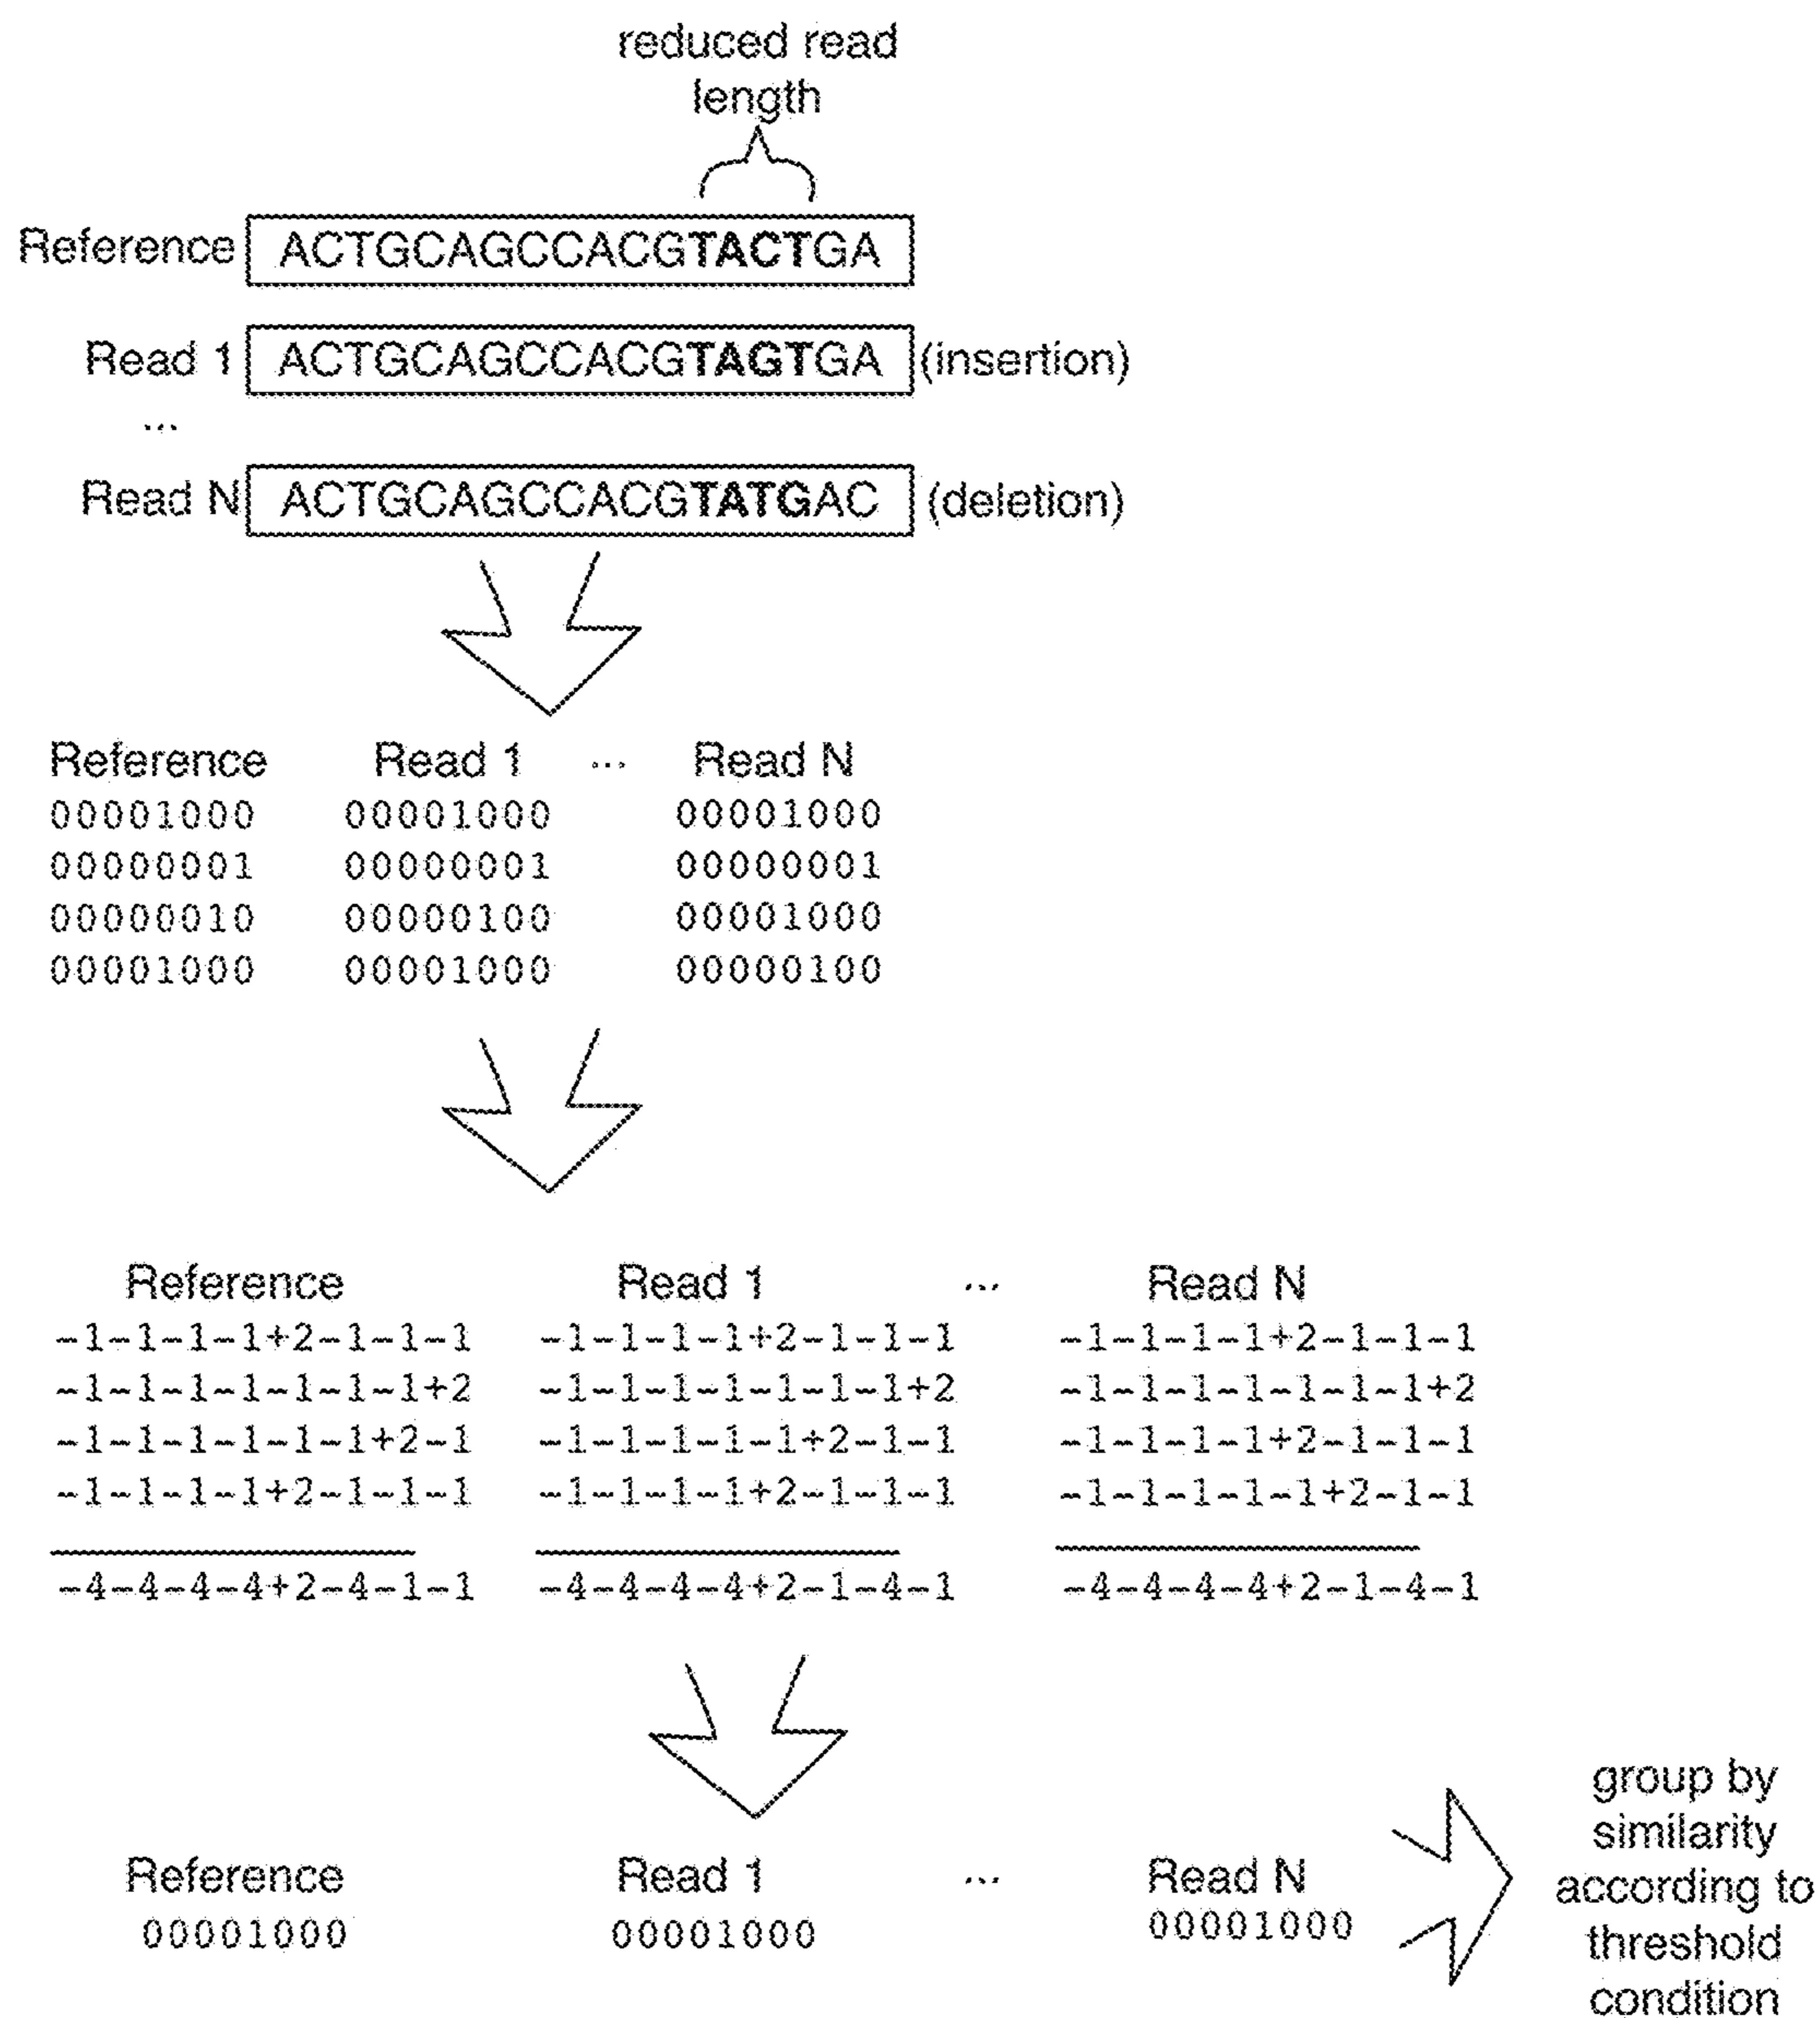 reduced read
length
Reference ACTGCAGCCACGTACTGA
Read 1 ACTGCAGCCACGTAGTGA (insertion)
...
Read N ACTGCAGCCACGTATGAC (deletion)
Reference Read 1 ... Read N
00001000 00001000 00001000
00000001 00000001 00000001
00000010 00000100 00001000
00001000 00001000 00000100
Reference Read 1 ... Read N
-1-1-1-1+2-1-1-1 -1-1-1-1+2-1-1-1 -1-1-1-1+2-1-1-1
-1-1-1-1-1-1-1+2 -1-1-1-1-1-1-1+2 -1-1-1-1-1-1-1+2
-1-1-1-1-1-1+2-1 -1-1-1-1-1+2-1-1 -1-1-1-1+2-1-1-1
-1-1-1-1+2-1-1-1 -1-1-1-1+2-1-1-1 -1-1-1-1-1+2-1-1
-4-4-4-4+2-4-1-1 -4-4-4-4+2-1-4-1 -4-4-4-4+2-1-4-1
Reference Read 1 ... Read N
00001000 00001000 00001000
group by
similarity
according to
threshold
condition